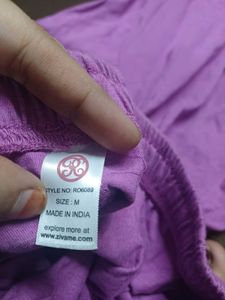 STYLE NO: RO6089
SIZE : M
MADE IN INDIA
explore more at
www.zivame.com